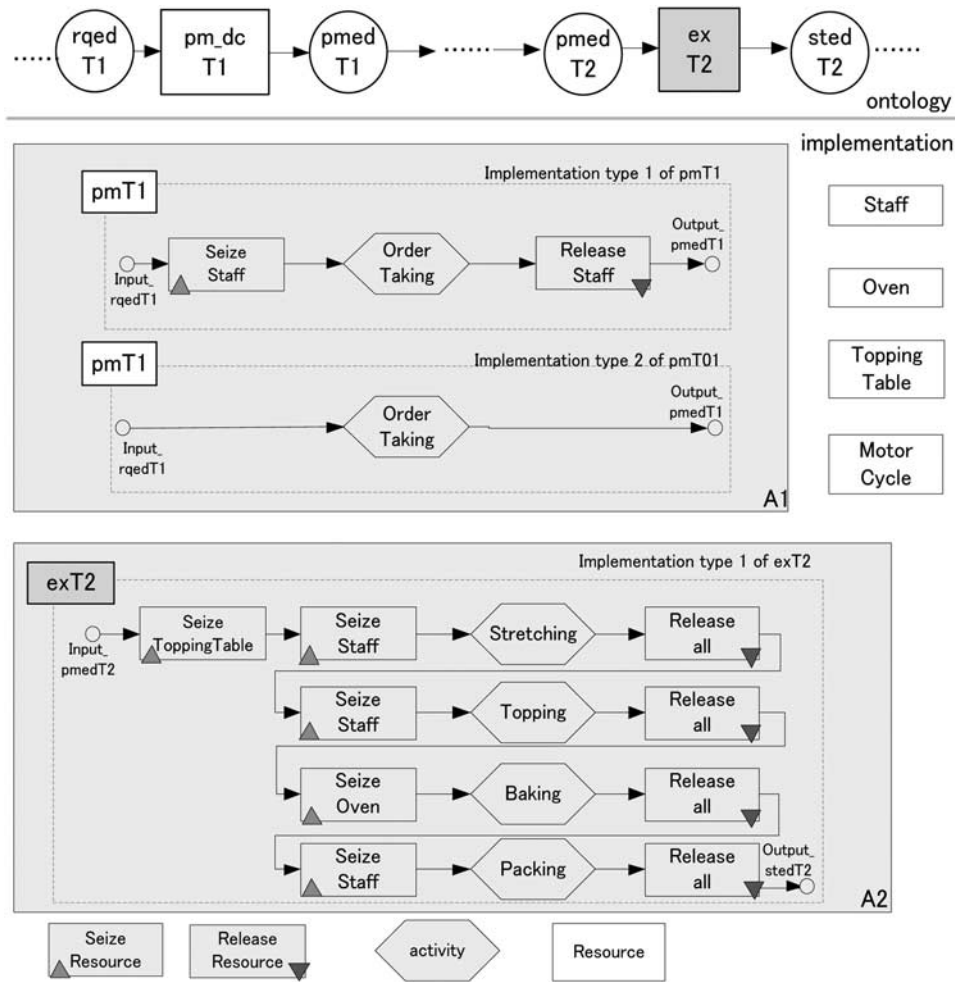 rqed
T1
pm_dc
T1
pmed
T1
......
pmed
T2
ex
T2
sted
T2
......
......
ontology
implementation
Implementation type 1 of pmT1
pmT1
Seize
Staff
Order
Taking
Release
Staff
Output_
pmedT1
Input_
rqedT1
Implementation type 2 of pmT01
pmT1
Order
Taking
Output_
pmedT1
Input_
rqedT1
A1
Staff
Oven
Topping
Table
Motor
Cycle
Implementation type 1 of exT2
exT2
Input_
pmedT2
Seize
ToppingTable
Seize
Staff
Stretching
Release
all
Seize
Staff
Topping
Release
all
Seize
Oven
Baking
Release
all
Seize
Staff
Packing
Release
all
Output_
stedT2
A2
Seize
Resource
Release
Resource
activity
Resource